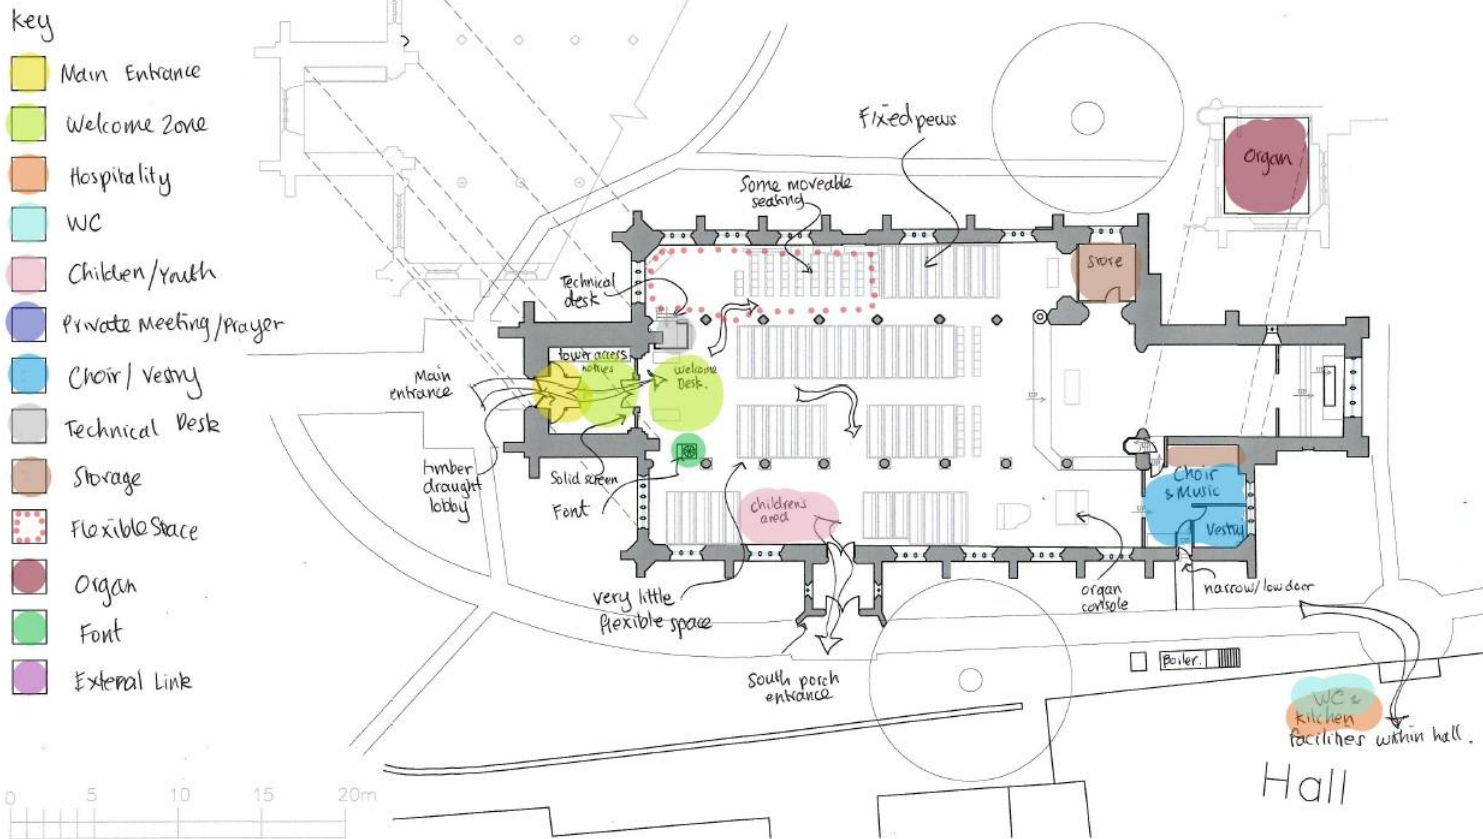 key
Main Entrance
Welcome Zone
Hospitality
WC
Children/Youth
Private Meeting/Prayer
Choir/Vestry
Technical Desk
Storage
Flexible Space
Organ
Font
External Link
0 5 10 15 20m
Fixed pews
Some moveable
seating
Organ
Store
Technical
desk
tower access
notices
Welcome
Desk.
Main
entrance
timber
draught
lobby
Solid screen
Font
childrens
area
Choir
& Music
Vestry
very little
flexible space
organ
console
narrow/low door
South porch
entrance
Boiler.
WC &
kitchen
facilities within hall.
Hall